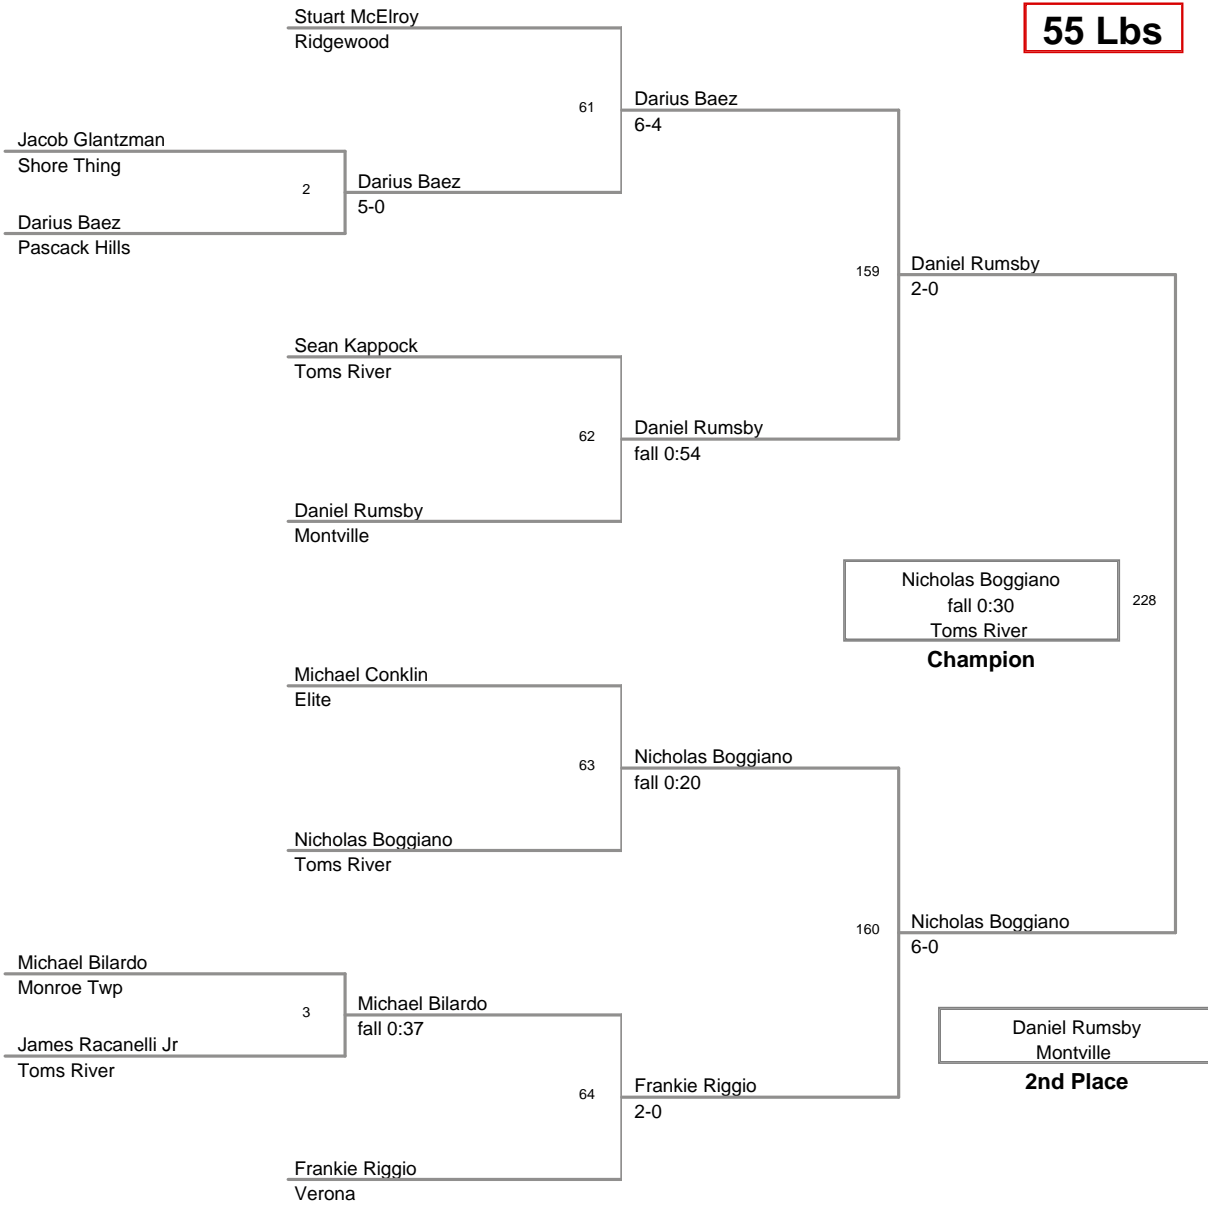 Stuart McElroy
Ridgewood
55 Lbs
61
Darius Baez
6-4
Jacob Glantzman
Shore Thing
2
Darius Baez
5-0
Darius Baez
Pascack Hills
159
Daniel Rumsby
2-0
Sean Kappock
Toms River
62
Daniel Rumsby
fall 0:54
Daniel Rumsby
Montville
Nicholas Boggiano
fall 0:30
Toms River
228
Champion
Michael Conklin
Elite
63
Nicholas Boggiano
fall 0:20
Nicholas Boggiano
Toms River
160
Nicholas Boggiano
6-0
Michael Bilardo
Monroe Twp
3
Michael Bilardo
fall 0:37
James Racanelli Jr
Toms River
Daniel Rumsby
Montville
2nd Place
64
Frankie Riggio
2-0
Frankie Riggio
Verona